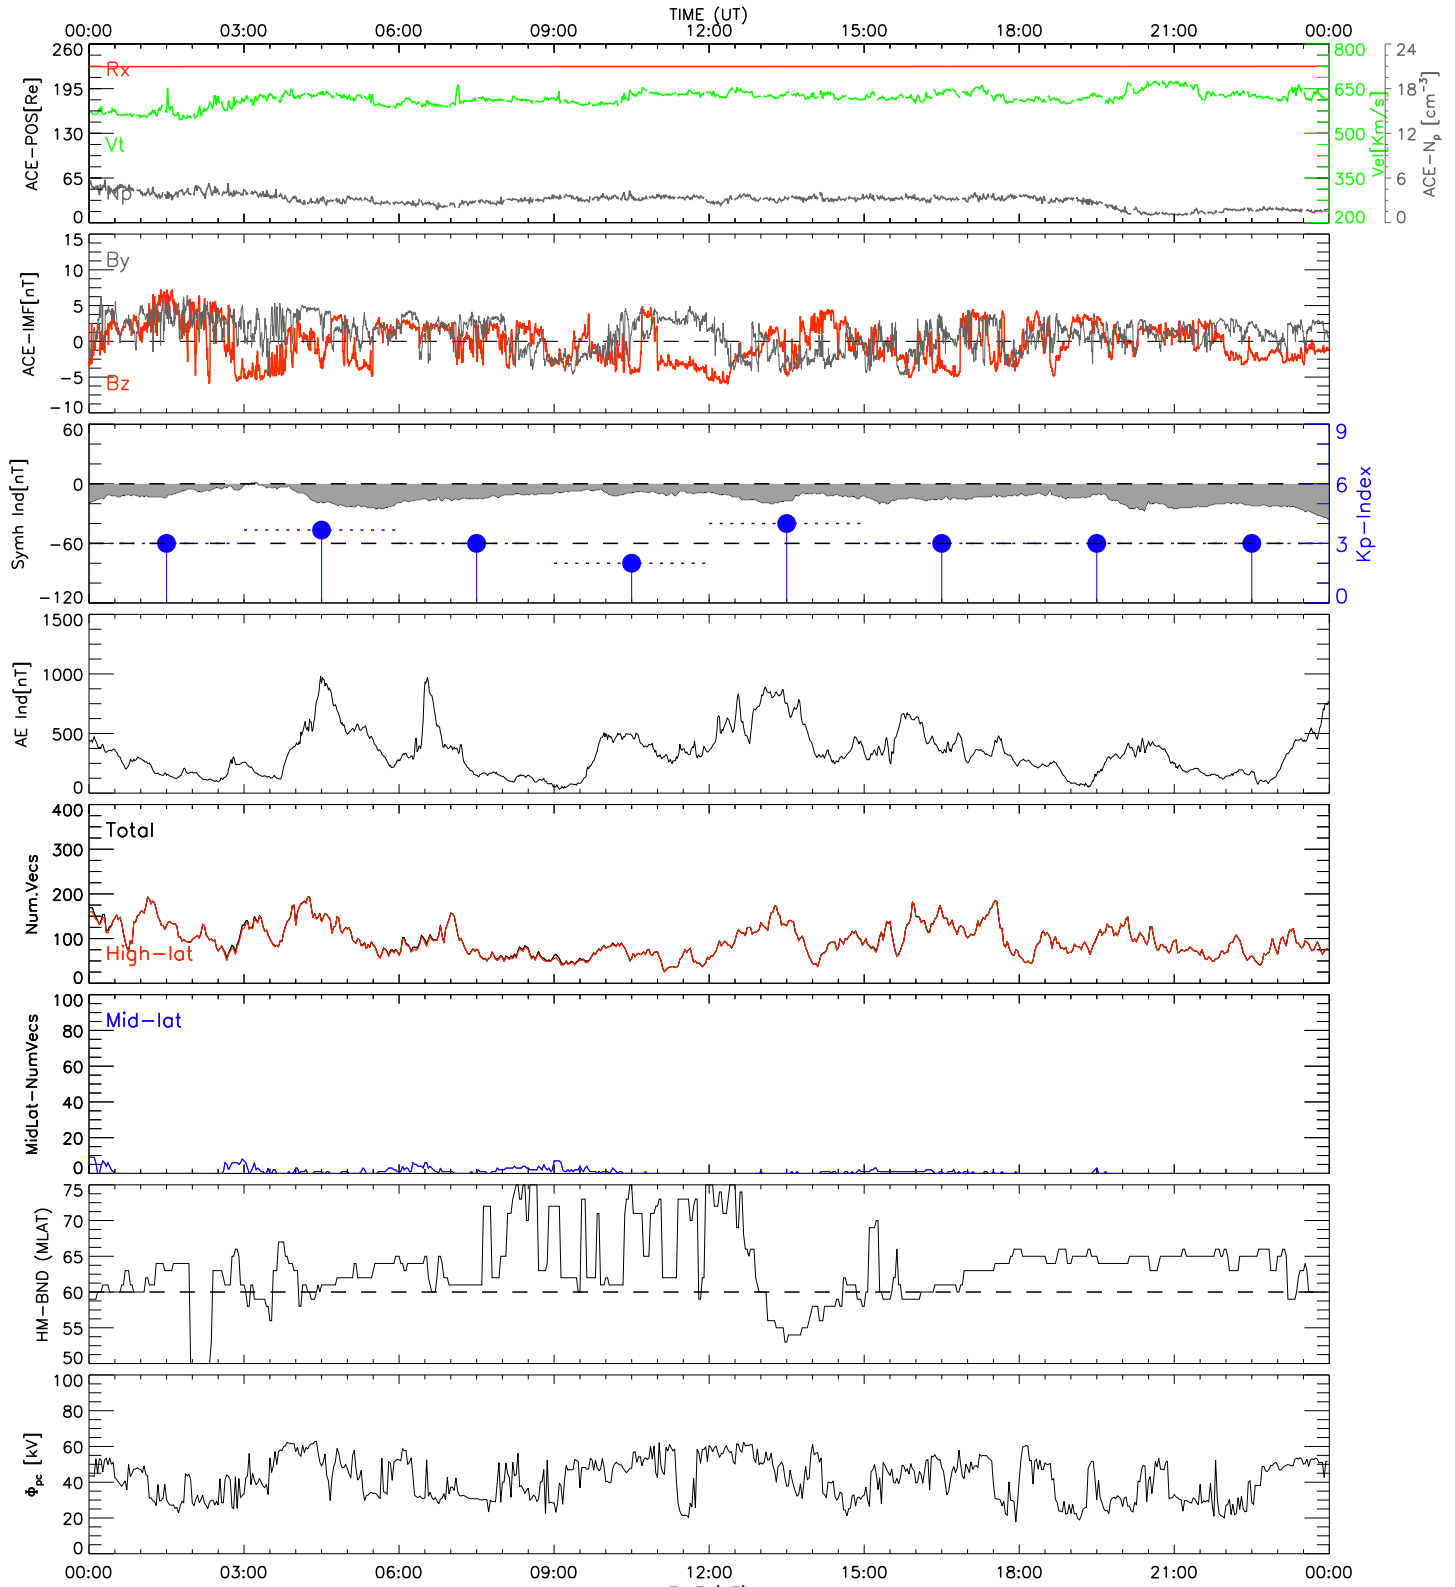 TIME (UT)
00:00 03:00 06:00 09:00 12:00 15:00 18:00 21:00 00:00
ACE-POS[Re]
260
195
130
65
0
Rx
Vt
Np
800
650
500
350
200
Vel[Km/s]
24
18
12
6
0
ACE-Np [cm-3]
ACE-IMF[nT]
15
10
5
0
-5
-10
By
Bz
Symh Ind[nT]
60
0
-60
-120
9
6
3
0
Kp-Index
AE Ind[nT]
1500
1000
500
0
Num.Vecs
400
300
200
100
0
Total
High-lat
MidLat-NumVecs
100
80
60
40
20
0
Mid-lat
HM-BND (MLAT)
75
70
65
60
55
50
Φpc [kV]
100
80
60
40
20
0
00:00 03:00 06:00 09:00 12:00 15:00 18:00 21:00 00:00